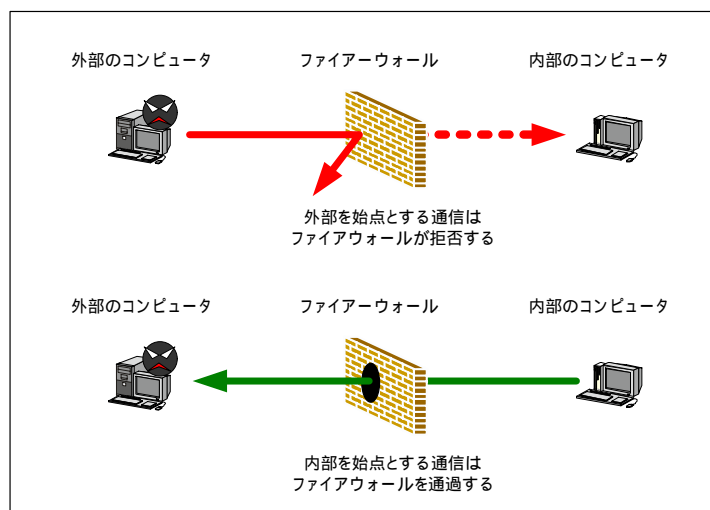 外部のコンピュータ ファイアーウォール 内部のコンピュータ
外部を始点とする通信は
ファイアウォールが拒否する
外部のコンピュータ ファイアーウォール 内部のコンピュータ
内部を始点とする通信は
ファイアウォールを通過する